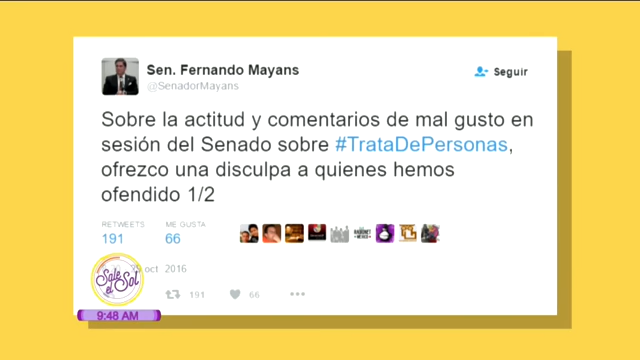 Sen. Fernando Mayans
@SenadorMayans
Seguir
Sobre la actitud y comentarios de mal gusto en
sesión del Senado sobre #TrataDePersonas,
ofrezco una disculpa a quienes hemos
ofendido 1/2
RETWEETS
ME GUSTA
191
66
oct 2016
Sale el Sol
191
66
9:48 AM